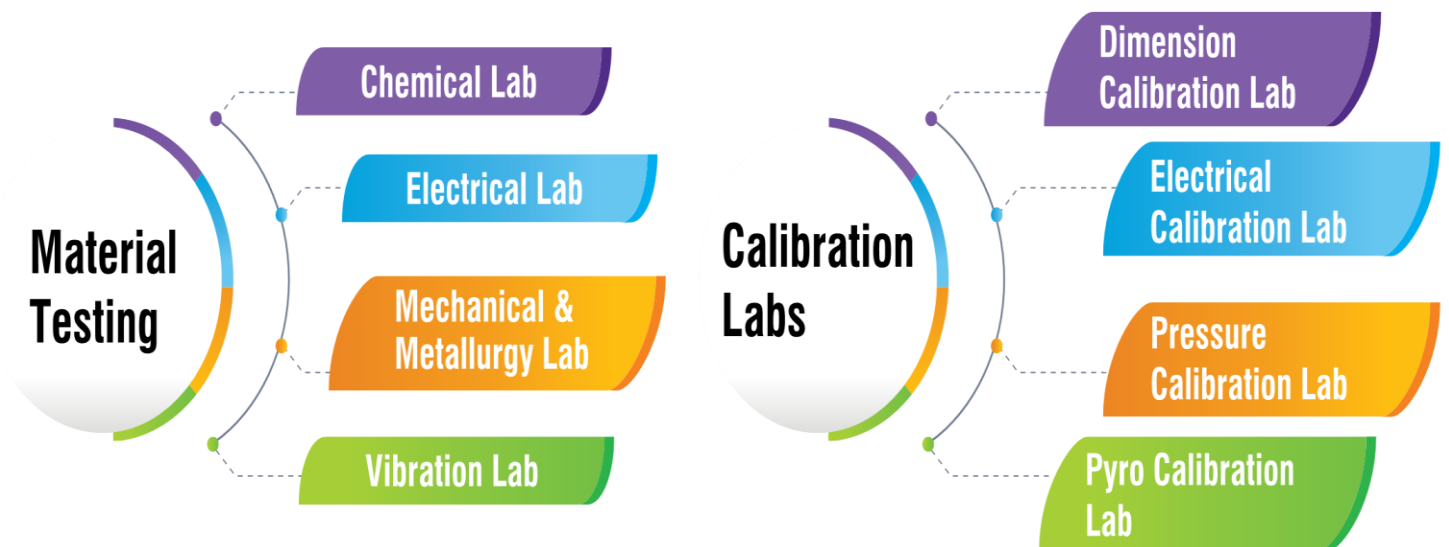 Material
Testing
Chemical Lab
Electrical Lab
Mechanical &
Metallurgy Lab
Vibration Lab
Calibration
Labs
Dimension
Calibration Lab
Electrical
Calibration Lab
Pressure
Calibration Lab
Pyro Calibration
Lab